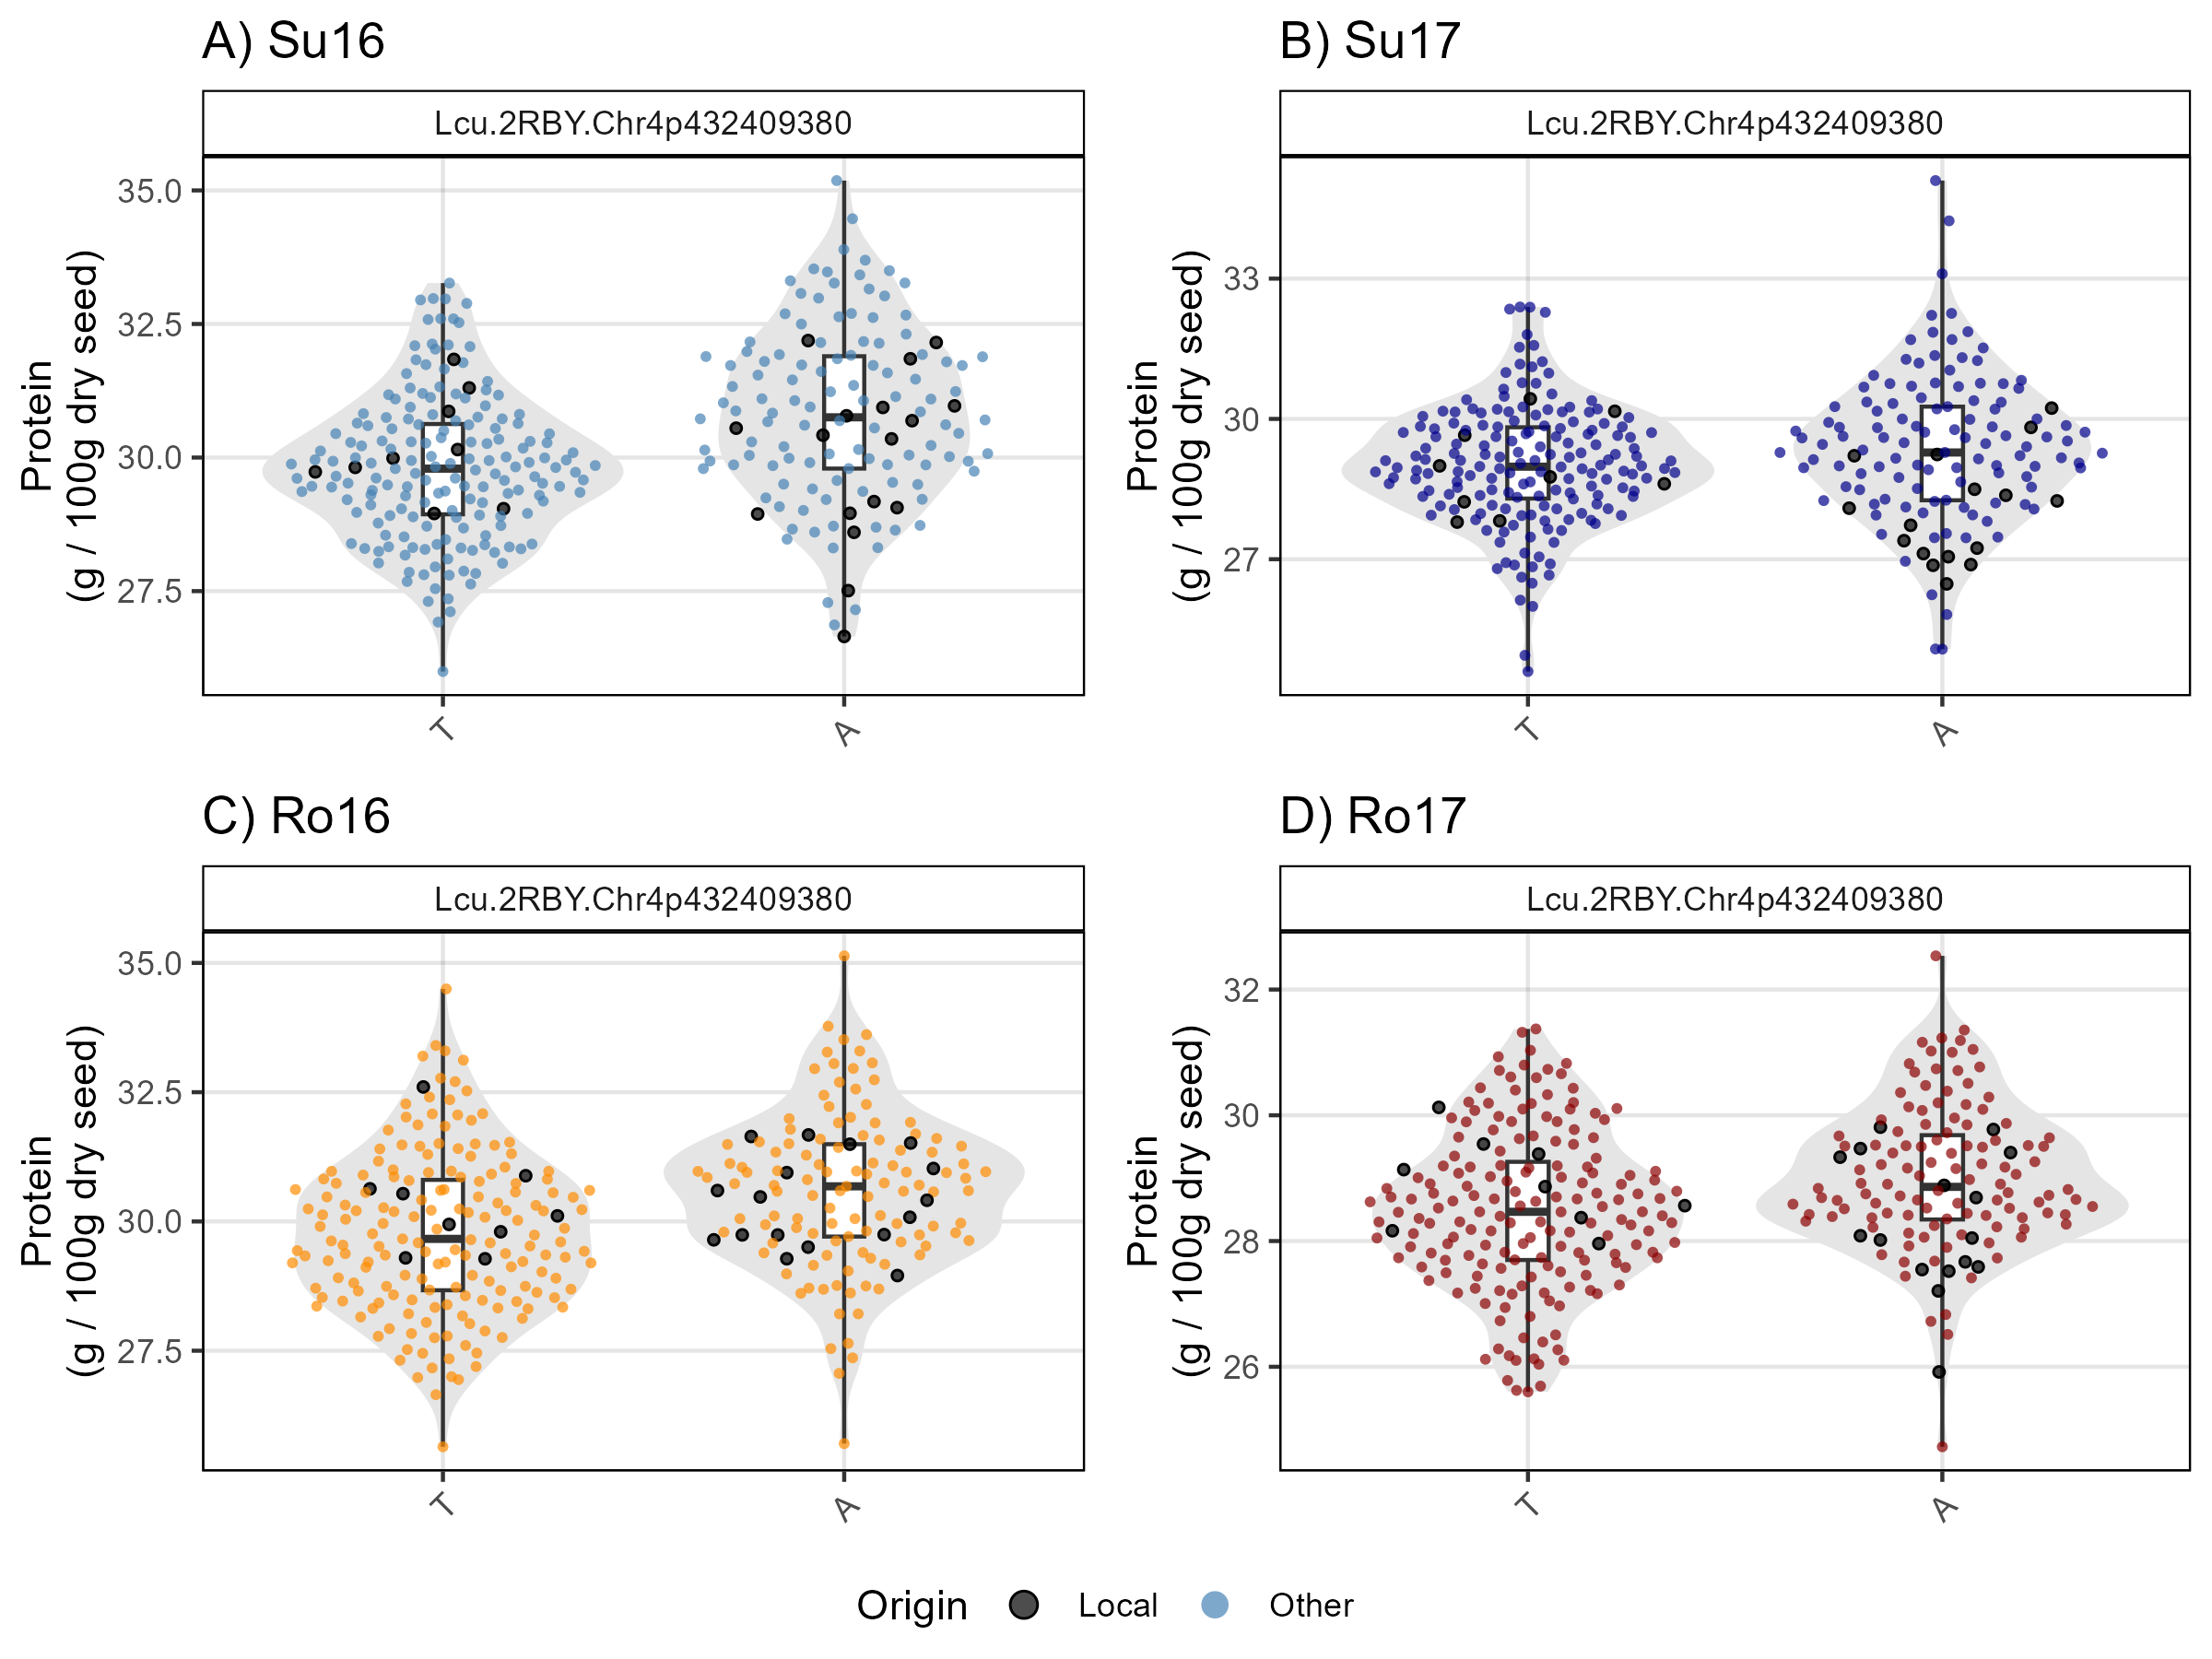 A) Su16
Lcu.2RBY.Chr4p432409380
Protein
(g / 100g dry seed)
35.0
32.5
30.0
27.5
T
A
B) Su17
Lcu.2RBY.Chr4p432409380
Protein
(g / 100g dry seed)
33
30
27
T
A
C) Ro16
Lcu.2RBY.Chr4p432409380
Protein
(g / 100g dry seed)
35.0
32.5
30.0
27.5
T
A
D) Ro17
Lcu.2RBY.Chr4p432409380
Protein
(g / 100g dry seed)
32
30
28
26
T
A
Origin Local Other